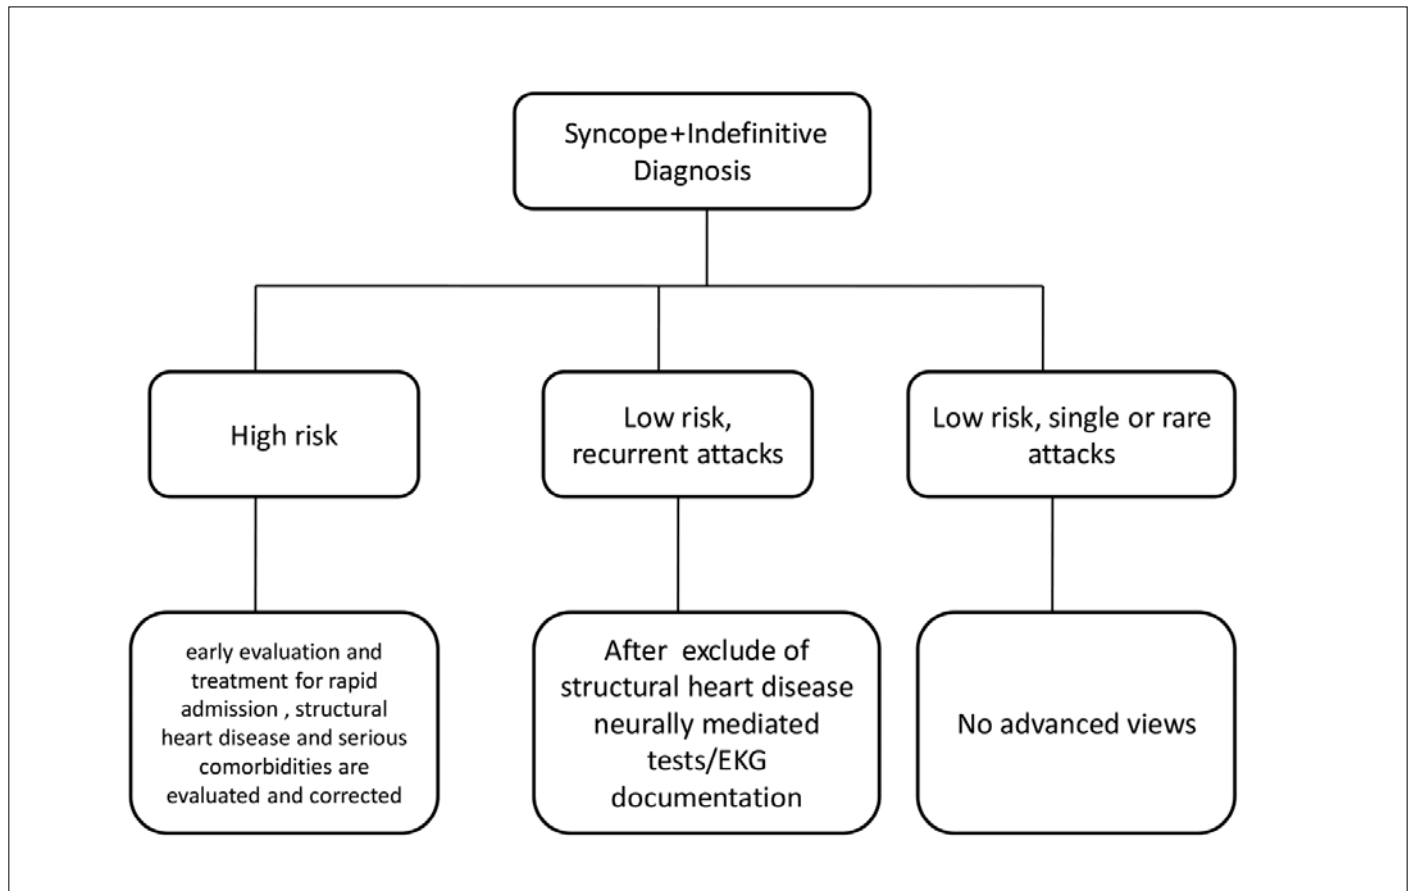 Syncope+Indefinitive
Diagnosis
High risk
Low risk,
recurrent attacks
Low risk, single or rare
attacks
early evaluation and
treatment for rapid
admission , structural
heart disease and serious
comorbidities are
evaluated and corrected
After exclude of
structural heart disease
neurally mediated
tests/EKG
documentation
No advanced views